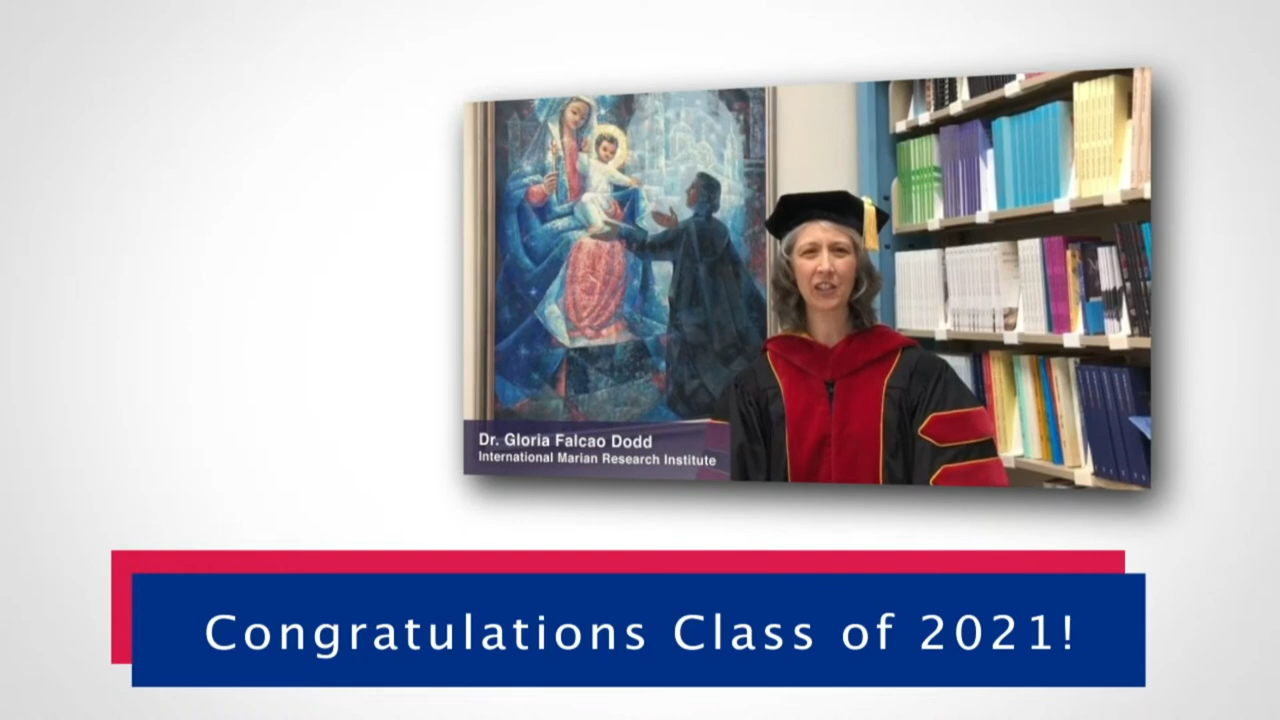 Dr. Gloria Falcao Dodd
International Marian Research Institute
Congratulations Class of 2021!